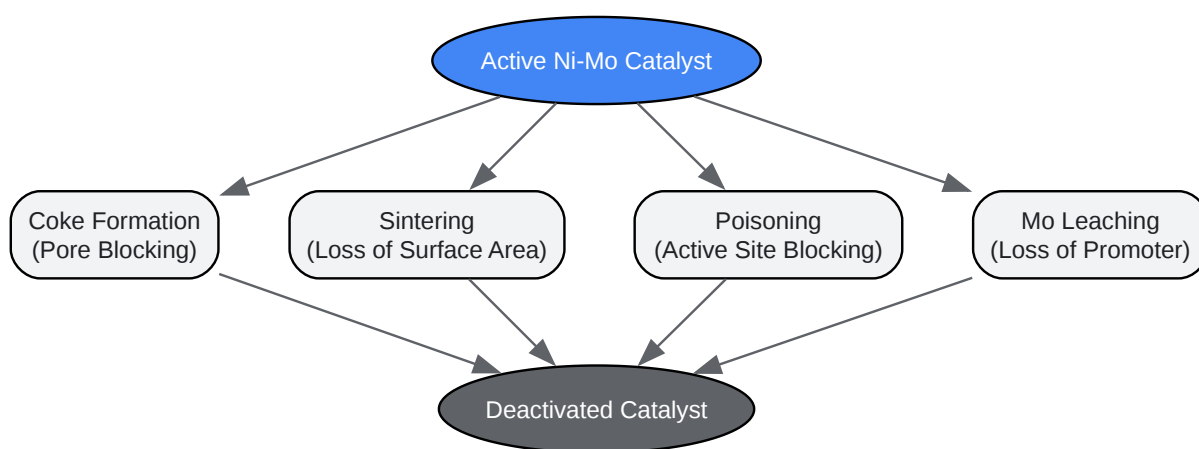 Active Ni-Mo Catalyst
Coke Formation
(Pore Blocking)
Sintering
(Loss of Surface Area)
Poisoning
(Active Site Blocking)
Mo Leaching
(Loss of Promoter)
Deactivated Catalyst